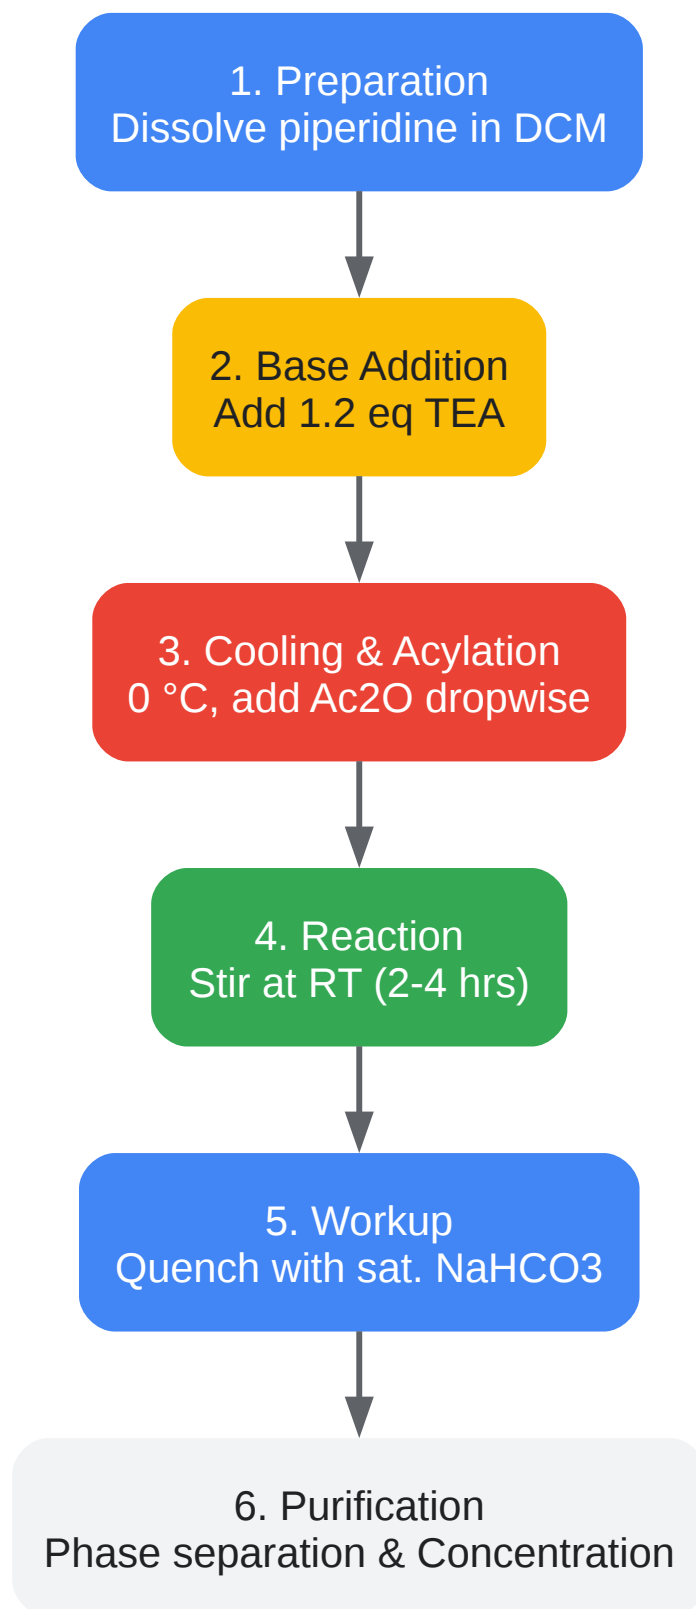 1. Preparation
Dissolve piperidine in DCM
2. Base Addition
Add 1.2 eq TEA
3. Cooling & Acylation
0 °C, add Ac2O dropwise
4. Reaction
Stir at RT (2-4 hrs)
5. Workup
Quench with sat. NaHCO3
6. Purification
Phase separation & Concentration